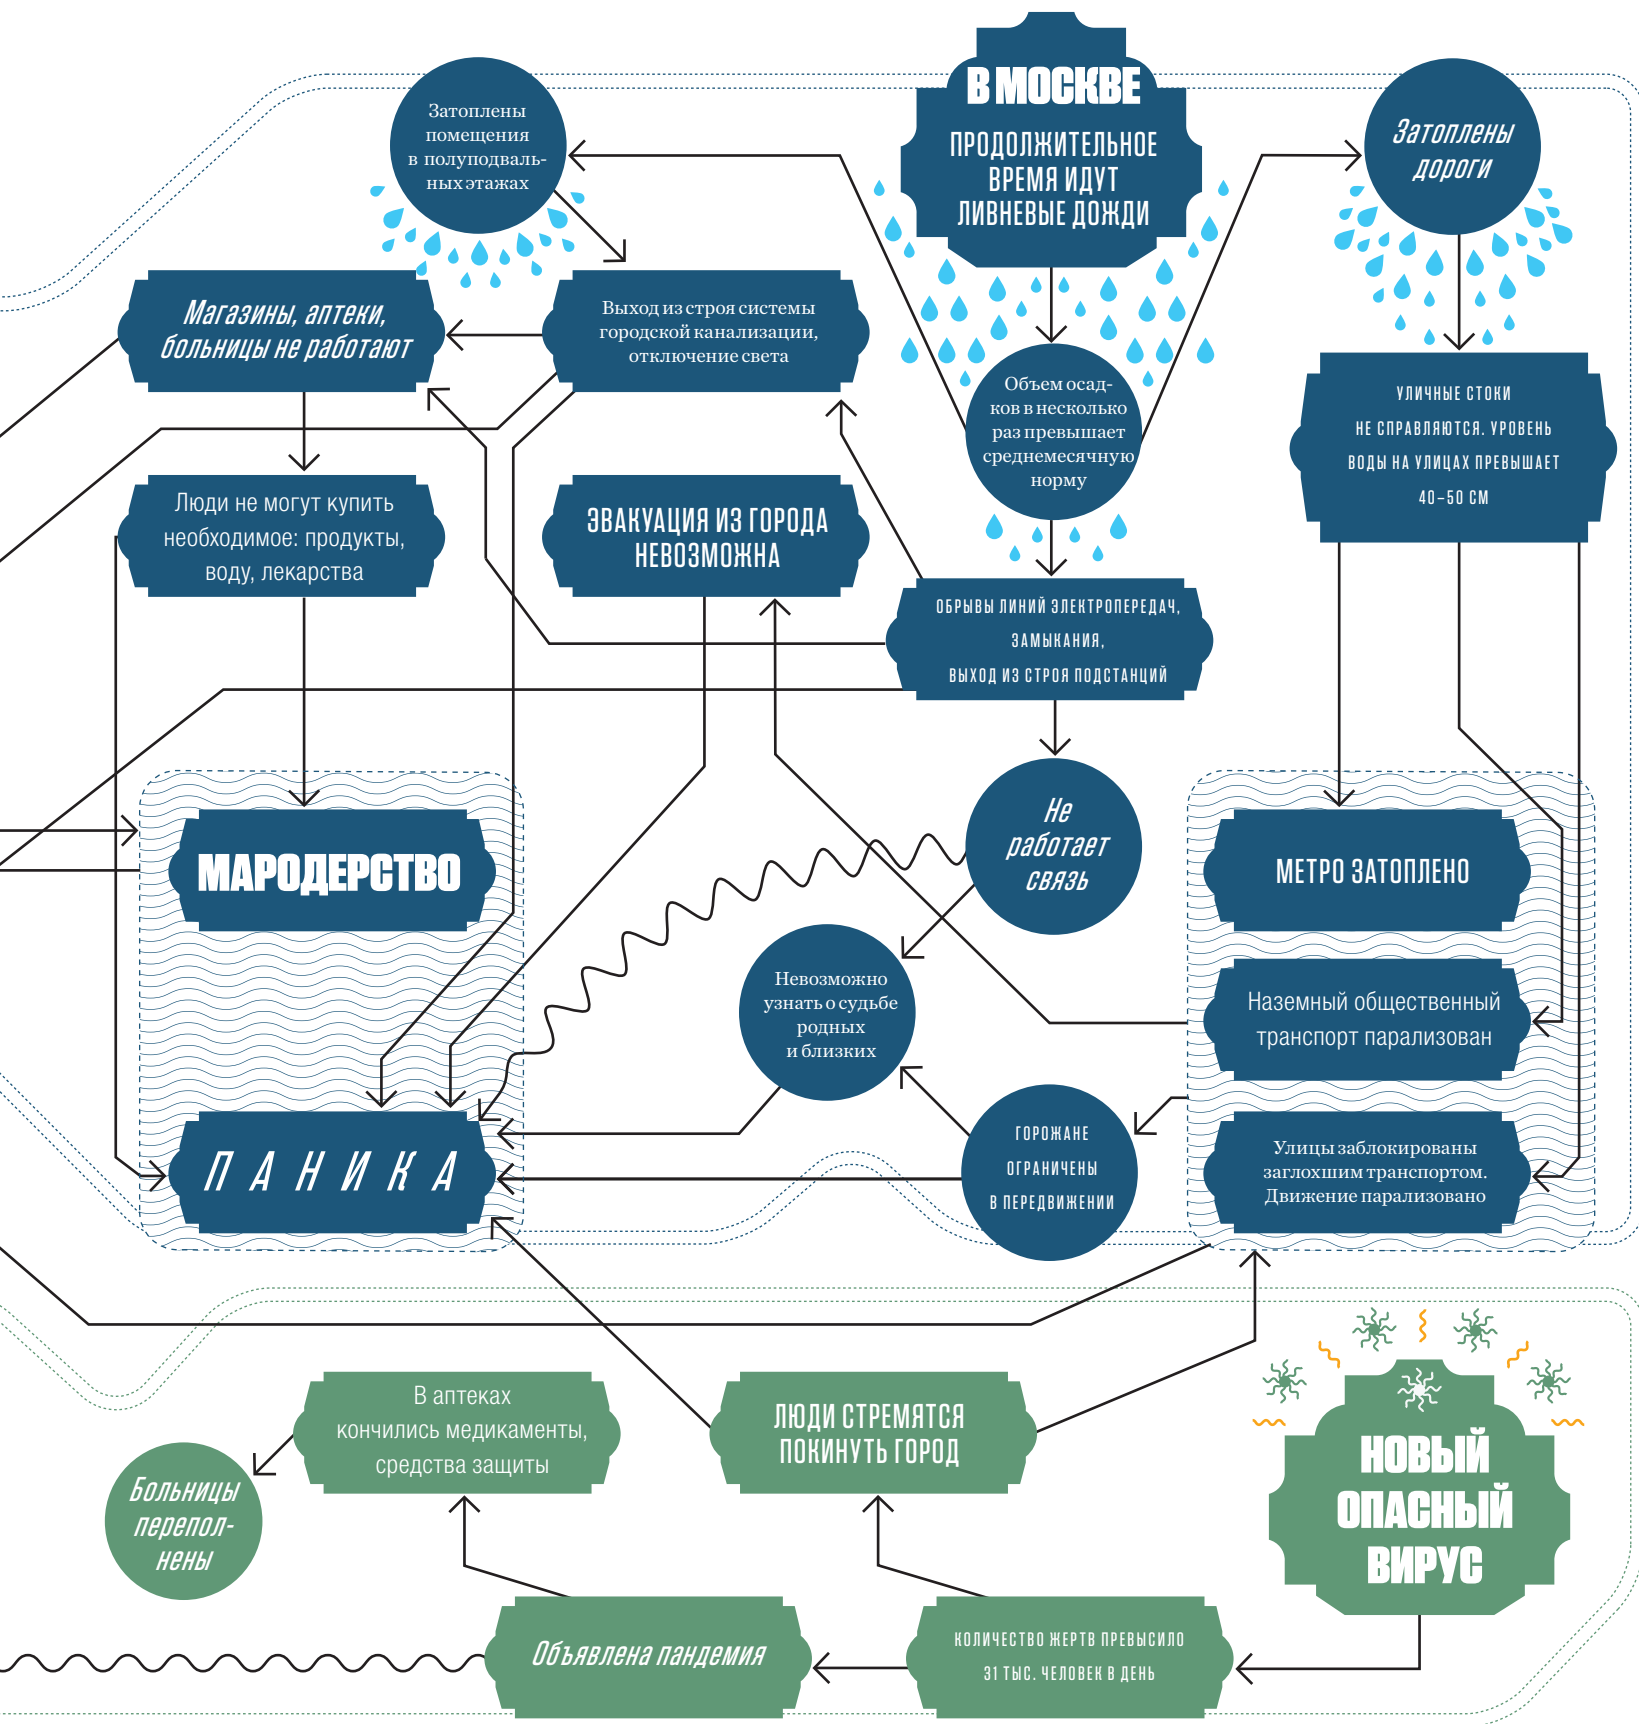 В МОСКВЕ
ПРОДОЛЖИТЕЛЬНОЕ
ВРЕМЯ ИДУТ
ЛИВНЕВЫЕ ДОЖДИ
Затоплены
помещения
в полуподваль-
ных этажах
Затоплены
дороги
Магазины, аптеки,
больницы не работают
Выход из строя системы
городской канализации,
отключение света
Объем осад-
ков в несколько
раз превышает
среднемесячную
норму
УЛИЧНЫЕ СТОКИ
НЕ СПРАВЛЯЮТСЯ. УРОВЕНЬ
ВОДЫ НА УЛИЦАХ ПРЕВЫШАЕТ
40–50 СМ
Люди не могут купить
необходимое: продукты,
воду, лекарства
ЭВАКУАЦИЯ ИЗ ГОРОДА
НЕВОЗМОЖНА
ОБРЫВЫ ЛИНИЙ ЭЛЕКТРОПЕРЕДАЧ,
ЗАМЫКАНИЯ,
ВЫХОД ИЗ СТРОЯ ПОДСТАНЦИЙ
Не
работает
связь
МАРОДЕРСТВО
МЕТРО ЗАТОПЛЕНО
Невозможно
узнать о судьбе
родных
и близких
Наземный общественный
транспорт парализован
ПАНИКА
ГОРОЖАНЕ
ОГРАНИЧЕНЫ
В ПЕРЕДВИЖЕНИИ
Улицы заблокированы
заглохшим транспортом.
Движение парализовано
В аптеках
кончились медикаменты,
средства защиты
ЛЮДИ СТРЕМЯТСЯ
ПОКИНУТЬ ГОРОД
НОВЫЙ
ОПАСНЫЙ
ВИРУС
Больницы
перепол-
нены
Объявлена пандемия
КОЛИЧЕСТВО ЖЕРТВ ПРЕВЫСИЛО
31 ТЫС. ЧЕЛОВЕК В ДЕНЬ